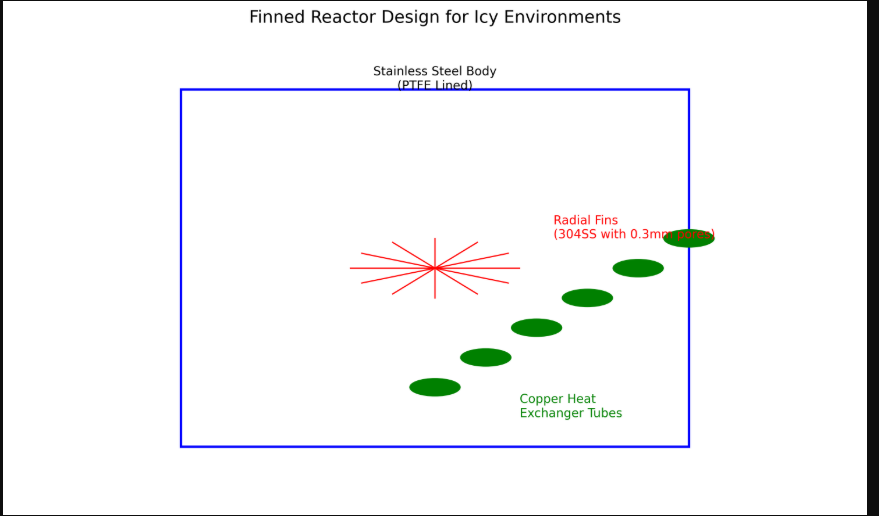 Finned Reactor Design for Icy Environments
Stainless Steel Body
(PTFE Lined)
Radial Fins
(304SS with 0.3mm pores)
Copper Heat
Exchanger Tubes